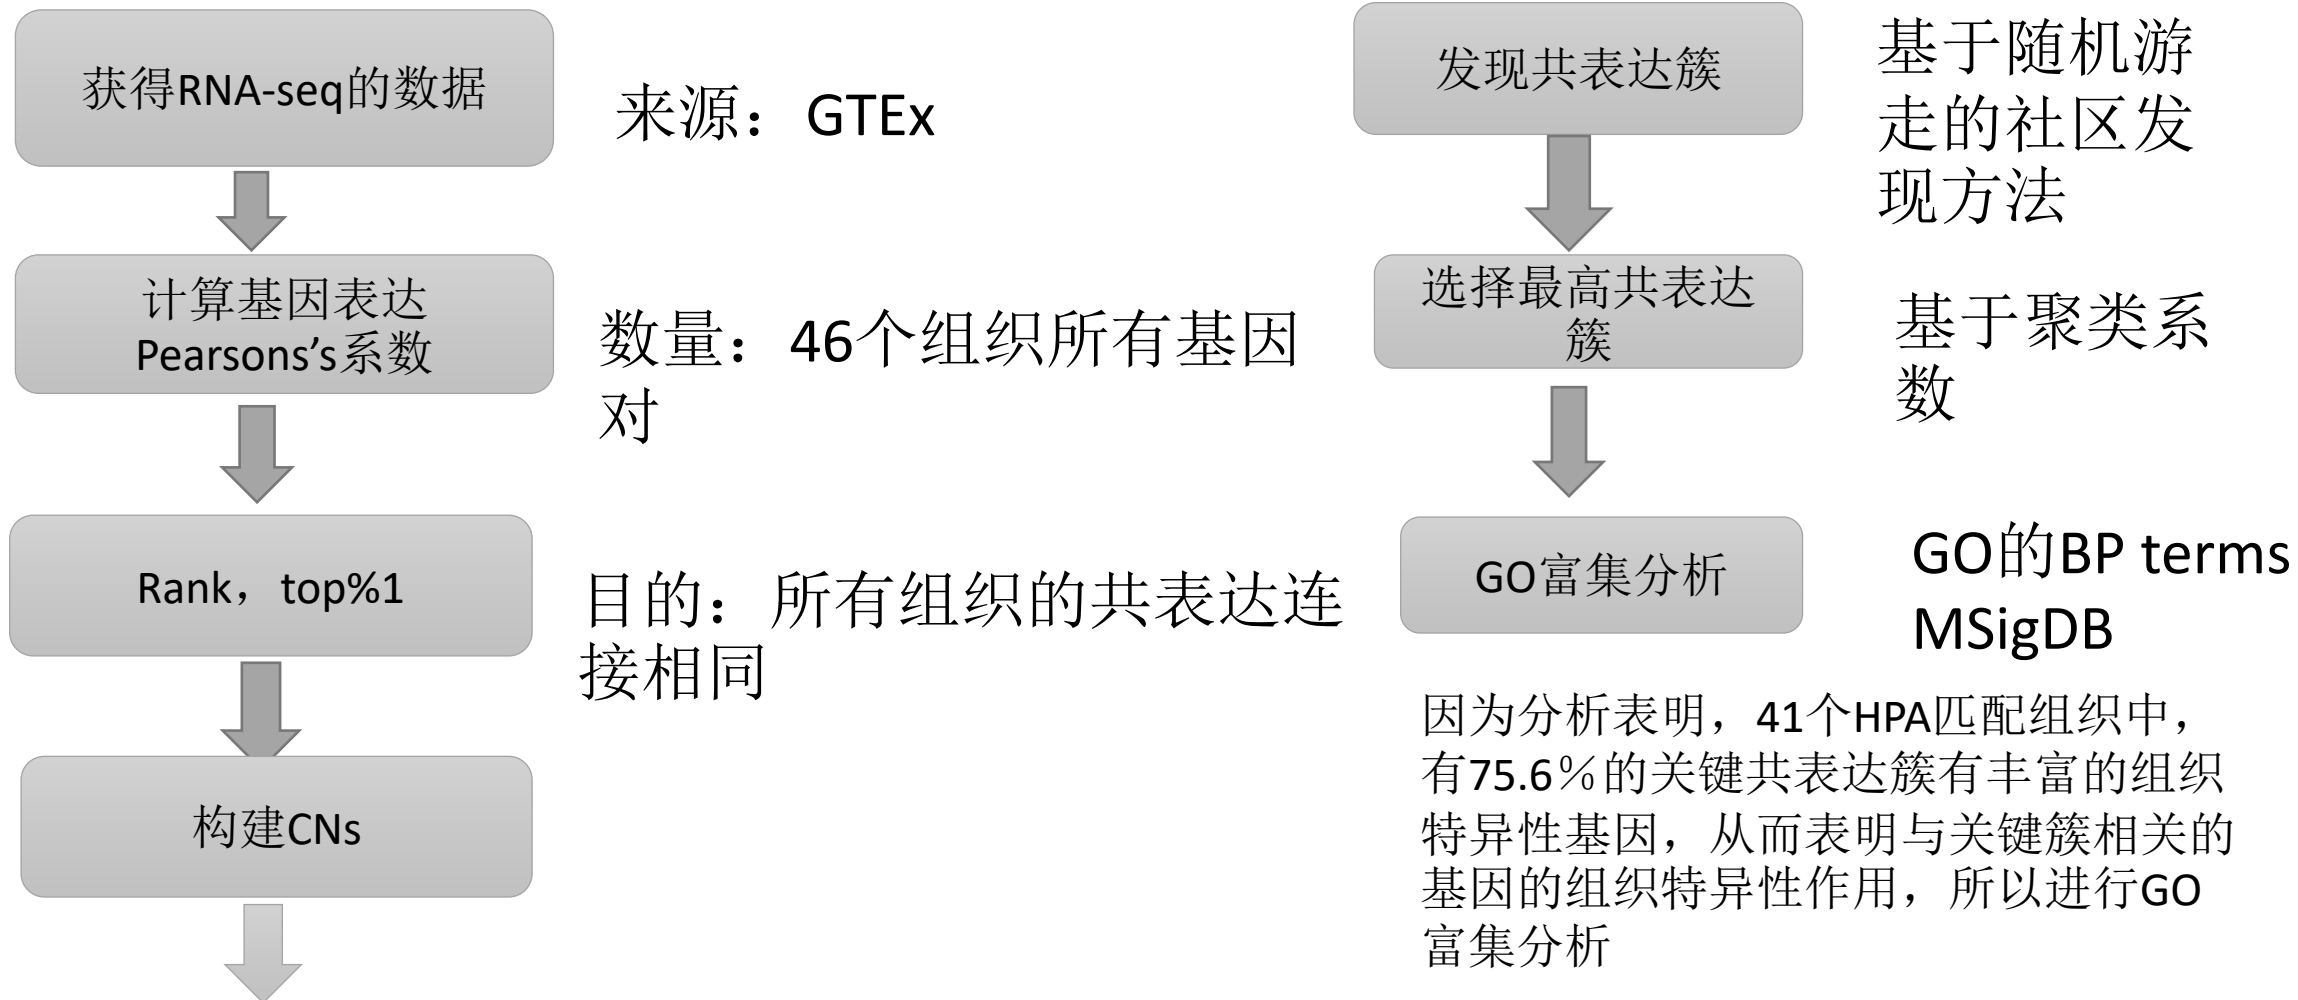 获得RNA-seq的数据
来源：GTEx
计算基因表达
Pearsons’s系数
数量：46个组织所有基因
对
Rank，top%1
目的：所有组织的共表达连
接相同
构建CNs
发现共表达簇
基于随机游
走的社区发
现方法
选择最高共表达
簇
基于聚类系
数
GO富集分析
GO的BP terms
MSigDB
因为分析表明，41个HPA匹配组织中，
有75.6％的关键共表达簇有丰富的组织
特异性基因，从而表明与关键簇相关的
基因的组织特异性作用，所以进行GO
富集分析